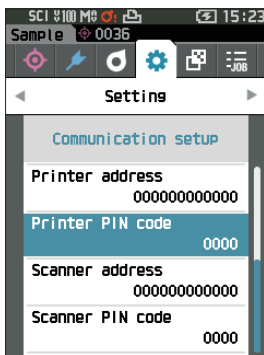 SCI 100 M0 15:23
Sample 0036
JOB
Setting
Communication setup
Printer address
000000000000
Printer PIN code
0000
Scanner address
000000000000
Scanner PIN code
0000